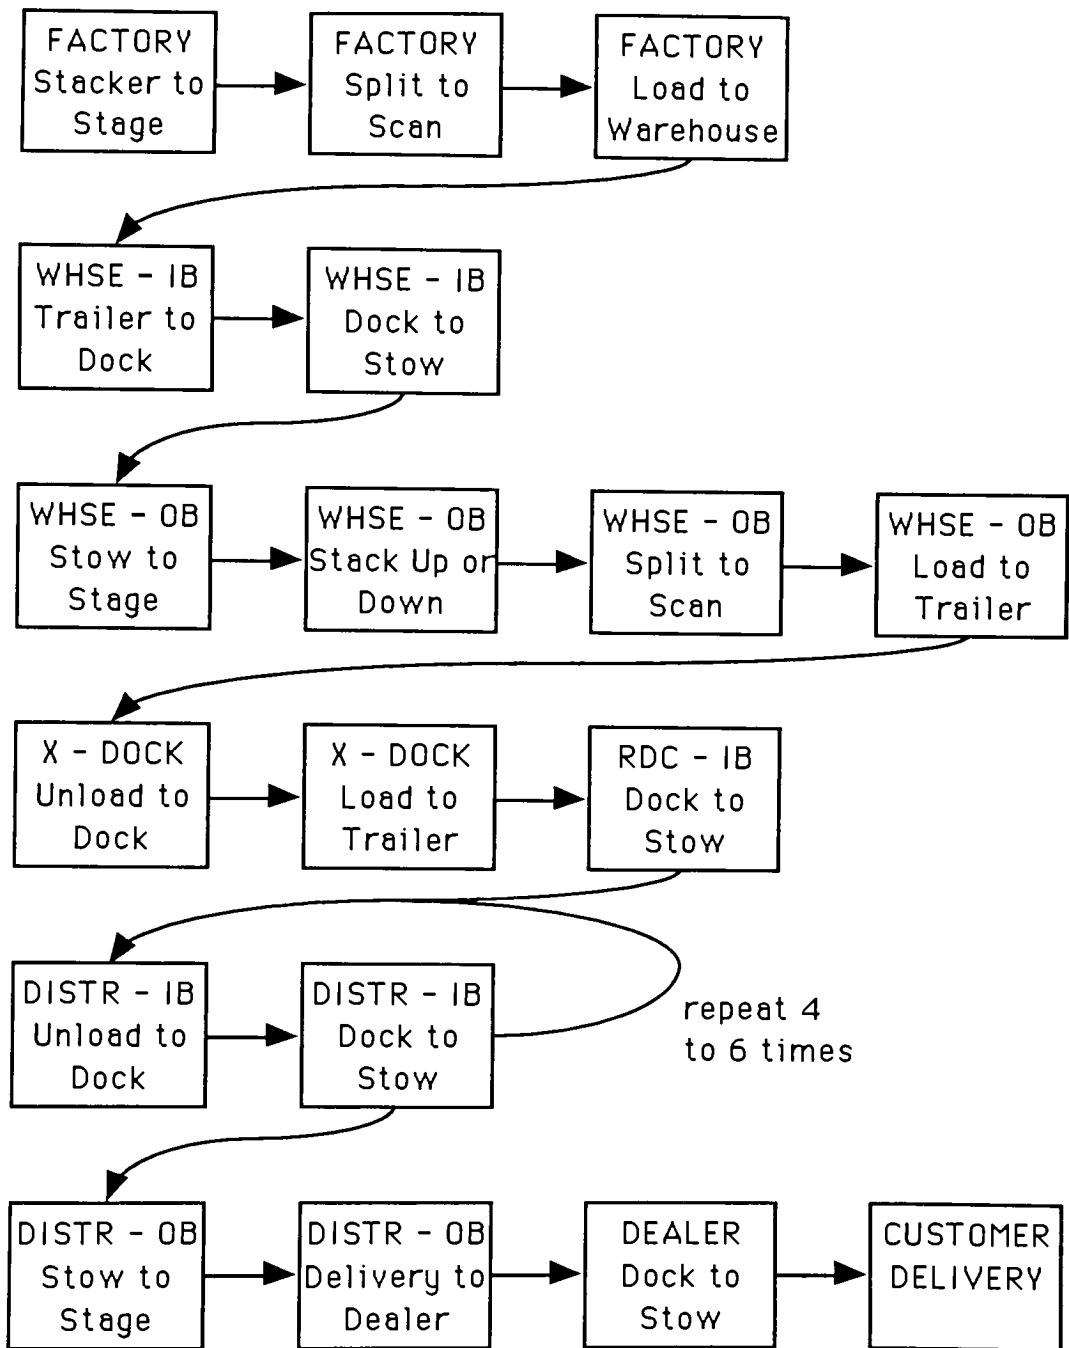 FACTORY
Stacker to
Stage
FACTORY
Split to
Scan
FACTORY
Load to
Warehouse
WHSE - IB
Trailer to
Dock
WHSE - IB
Dock to
Stow
WHSE - OB
Stow to
Stage
WHSE - OB
Stack Up or
Down
WHSE - OB
Split to
Scan
WHSE - OB
Load to
Trailer
X - DOCK
Unload to
Dock
X - DOCK
Load to
Trailer
RDC - IB
Dock to
Stow
DISTR - IB
Unload to
Dock
DISTR - IB
Dock to
Stow
repeat 4
to 6 times
DISTR - OB
Stow to
Stage
DISTR - OB
Delivery to
Dealer
DEALER
Dock to
Stow
CUSTOMER
DELIVERY